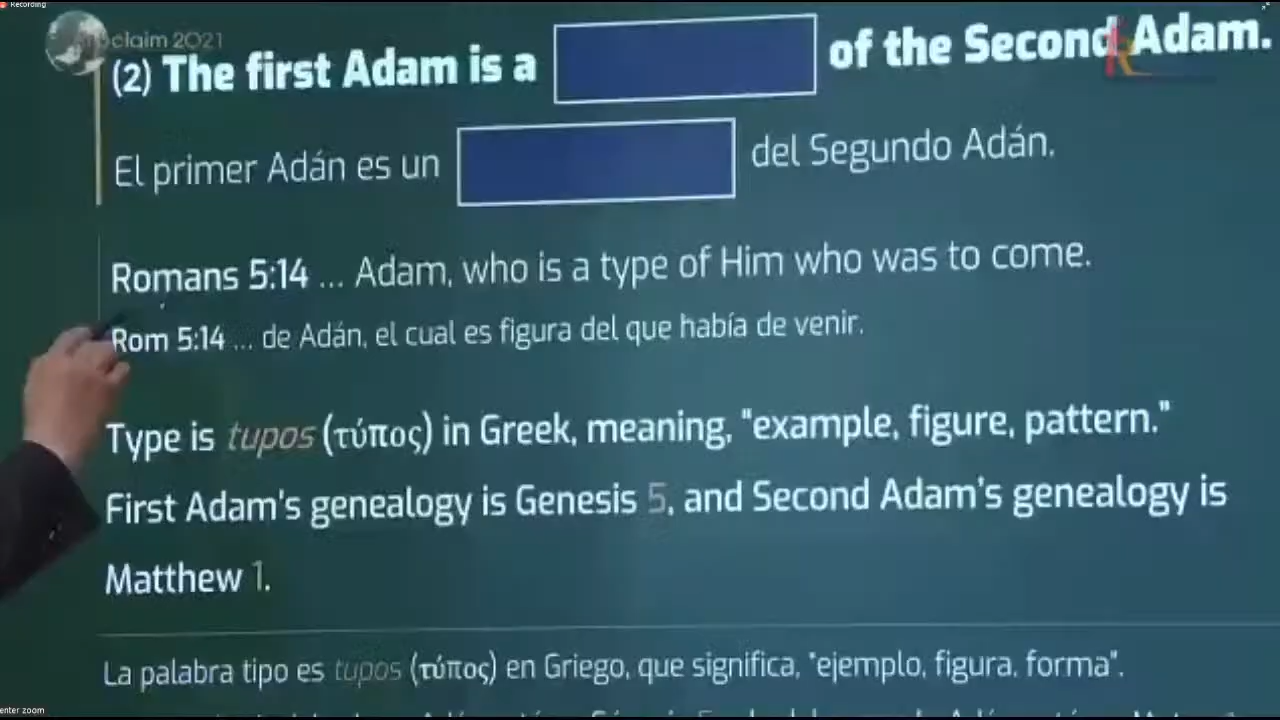 Recording
claim 2021
(2) The first Adam is a of the Second Adam.
El primer Adán es un del Segundo Adán.
Romans 5:14 ... Adam, who is a type of Him who was to come.
Rom 5:14 ... de Adán, el cual es figura del que había de venir.
Type is tupos (τύπος) in Greek, meaning, "example, figure, pattern."
First Adam's genealogy is Genesis 5, and Second Adam's genealogy is
Matthew 1.
La palabra tipo es tupos (τύπος) en Griego, que significa, "ejemplo, figura, forma".
enter zoom